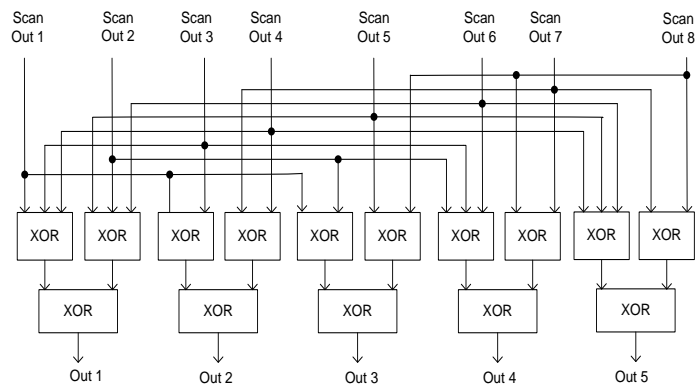 Scan Out 1
Scan Out 2
Scan Out 3
Scan Out 4
Scan Out 5
Scan Out 6
Scan Out 7
Scan Out 8
XOR XOR XOR XOR XOR XOR XOR XOR XOR XOR
XOR XOR XOR XOR XOR
Out 1 Out 2 Out 3 Out 4 Out 5